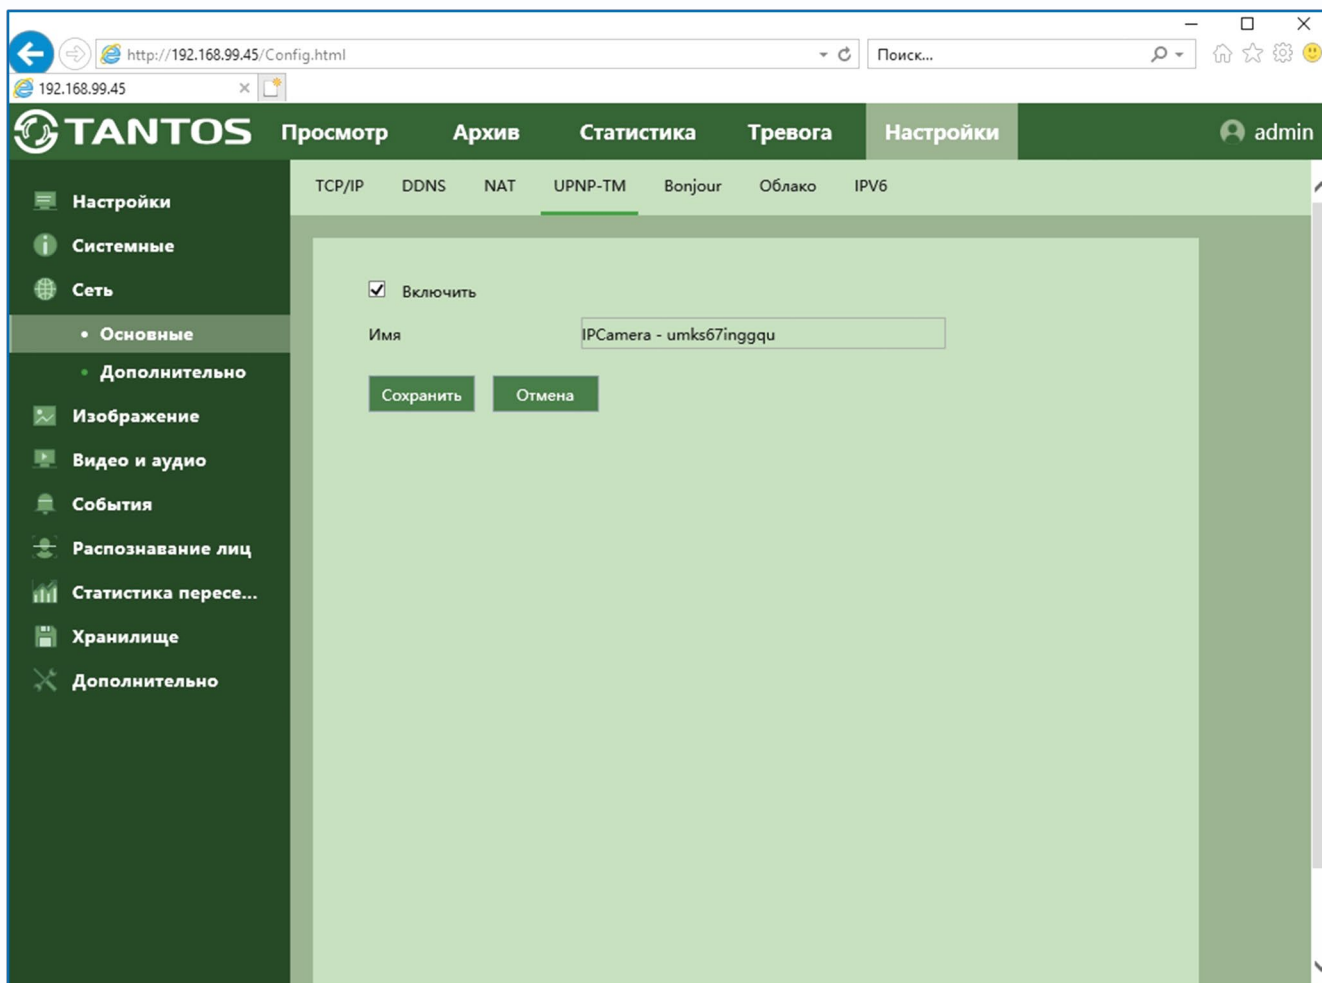 http://192.168.99.45/Config.html
Поиск...
192.168.99.45
TANTOS Просмотр Архив Статистика Тревога Настройки admin
TCP/IP DDNS NAT UPNP-TM Bonjour Облако IPV6
Настройки
Системные
Сеть
Основные
Дополнительно
Изображение
Видео и аудио
События
Распознавание лиц
Статистика пересе...
Хранилище
Дополнительно
Включить
Имя IPCamera - umks67inggqu
Сохранить Отмена